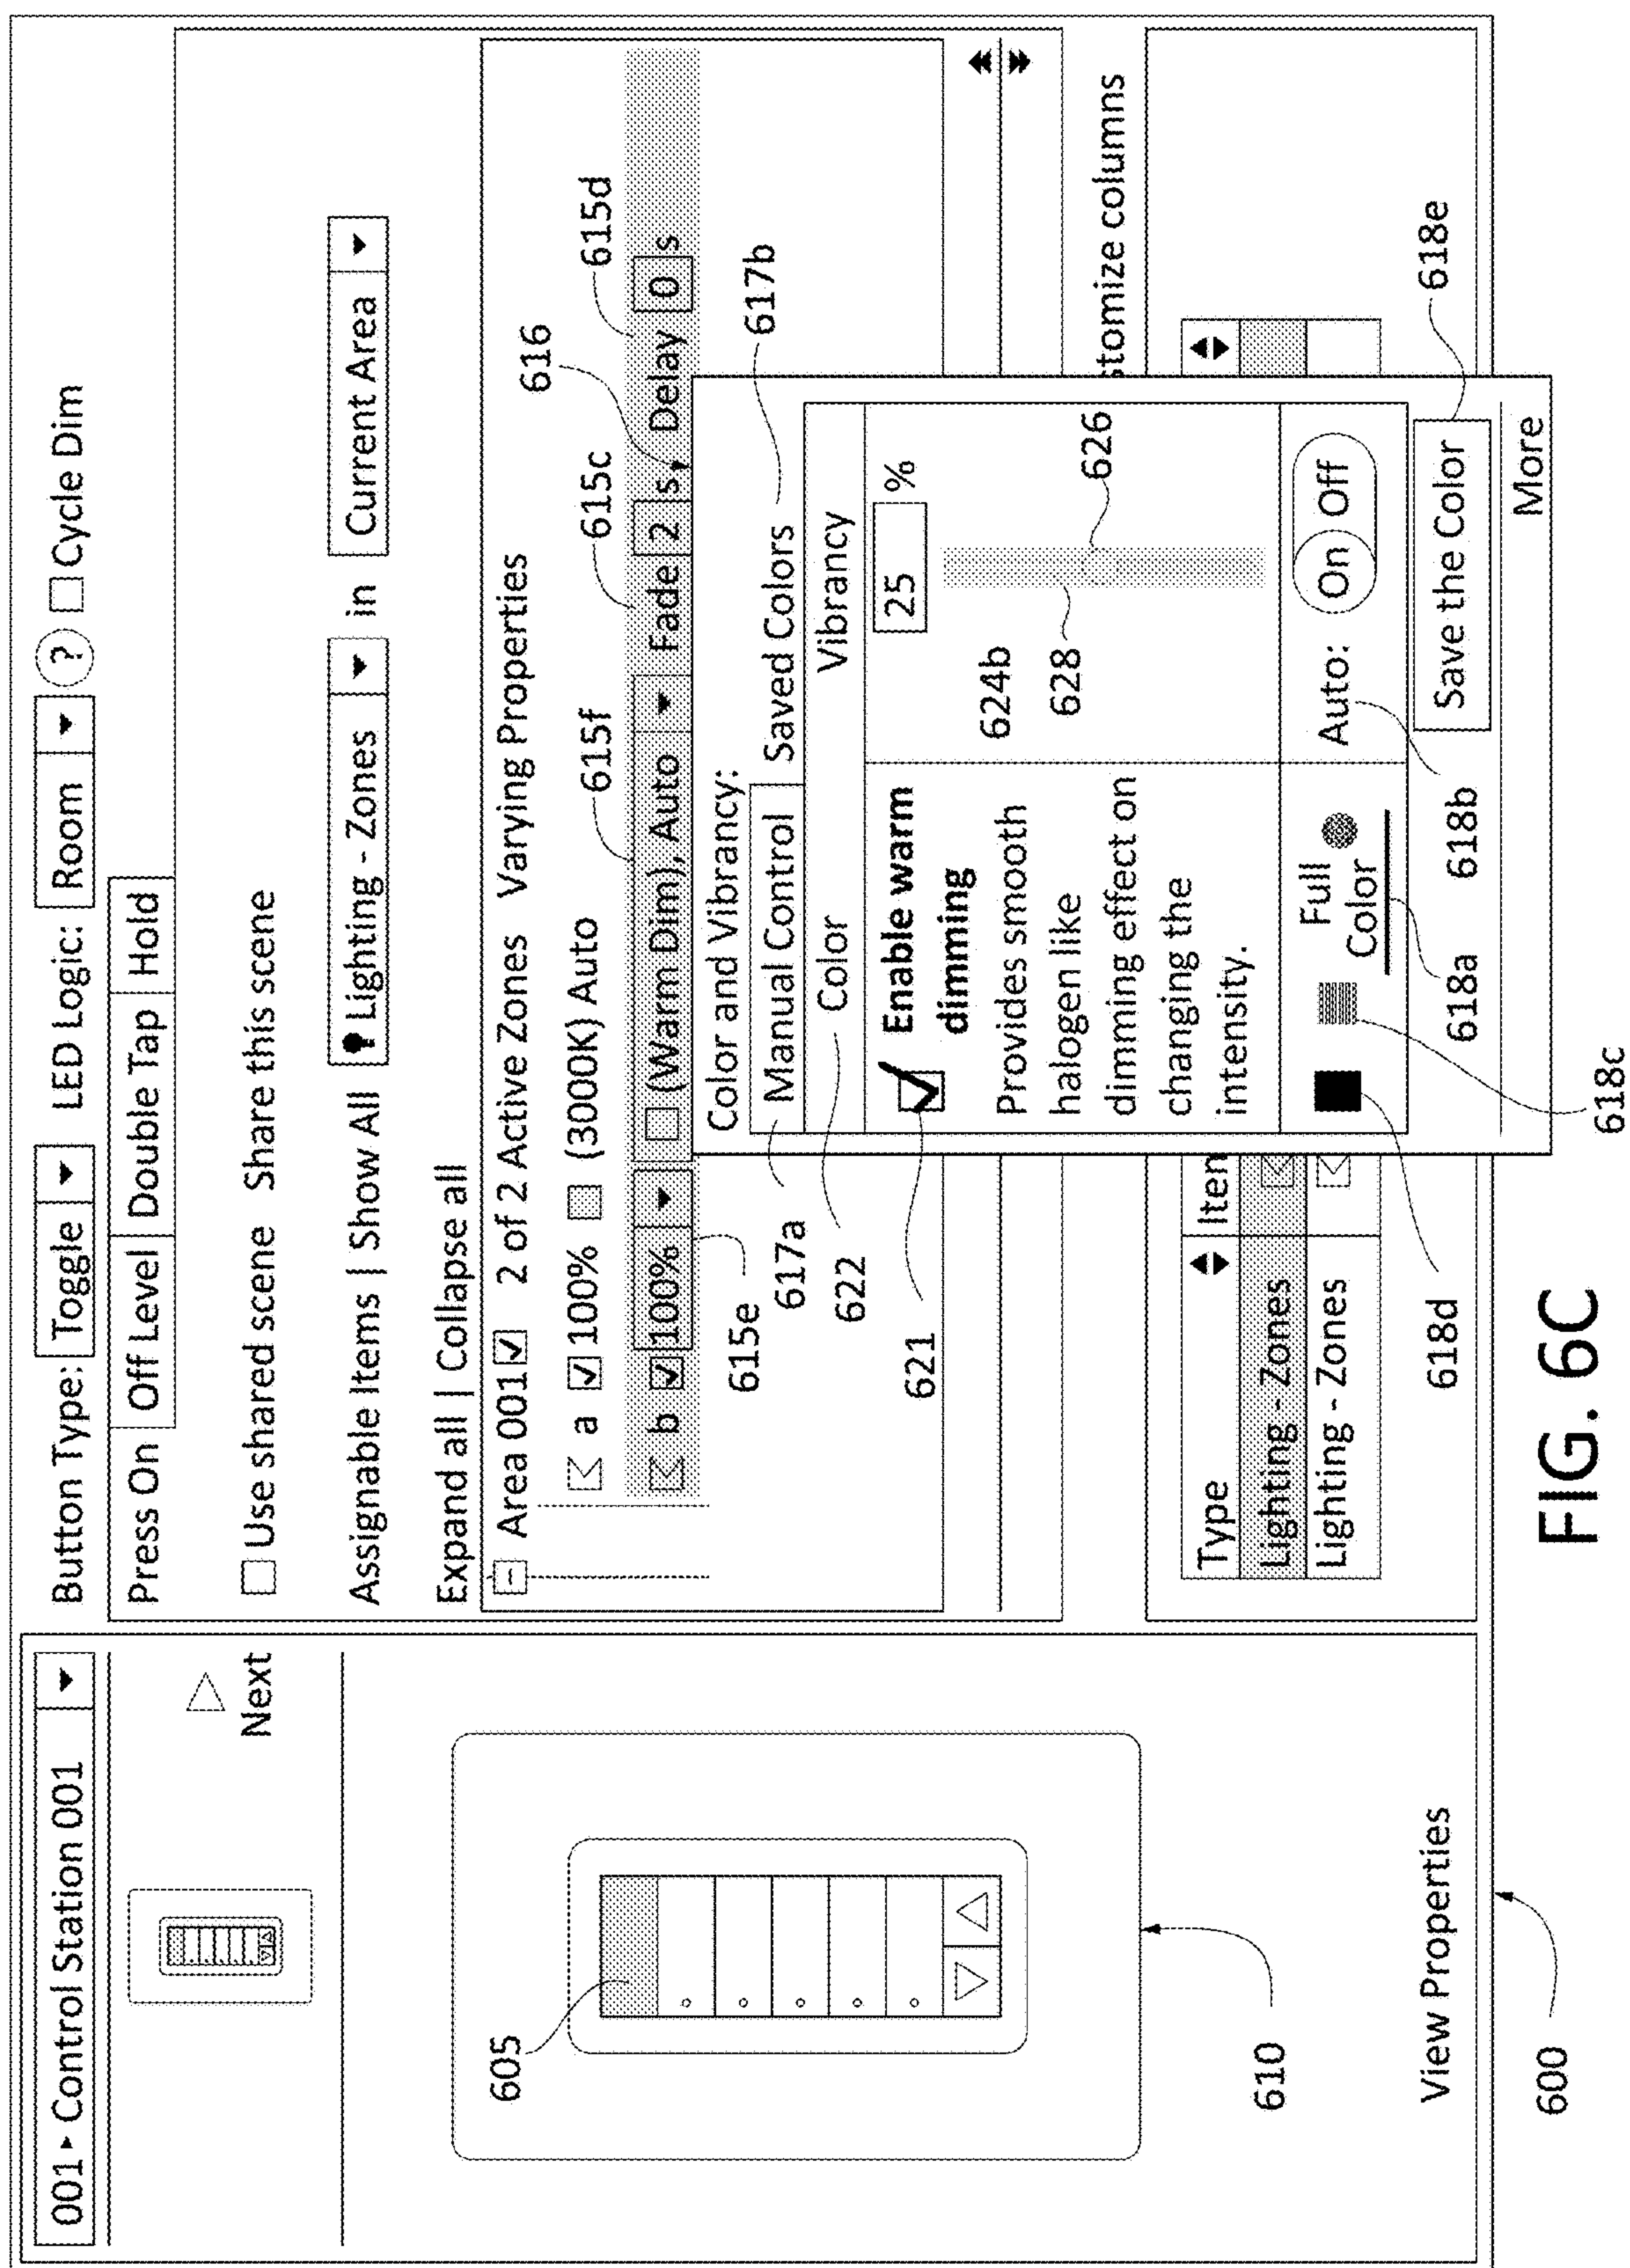 001 ▸ Control Station 001 ▼
Next
605
610
View Properties
600
Button Type: Toggle ▼ LED Logic: Room ▼ ? ☐ Cycle Dim
Press On Off Level Double Tap Hold
☐ Use shared scene Share this scene
Assignable Items | Show All Lighting - Zones ▼ in Current Area ▼
Expand all | Collapse all
Area 001 ☑ 2 of 2 Active Zones Varying Properties
616
a ☑ 100% (3000K) Auto
615f
615c
615d
b ☑ 100% ▼ ☐ (Warm Dim), Auto ▼ Fade 2 s, Delay 0 s
615e
Color and Vibrancy:
617a
Manual Control Saved Colors
617b
622
Color Vibrancy
621
☑ Enable warm
dimming
Provides smooth
halogen like
dimming effect on
changing the
intensity.
25 %
624b
628
626
Full
Color
Auto: On Off
618d
618a
618b
618c
Save the Color
618e
More
stomize columns
Type Iten
Lighting - Zones
Lighting - Zones
FIG. 6C